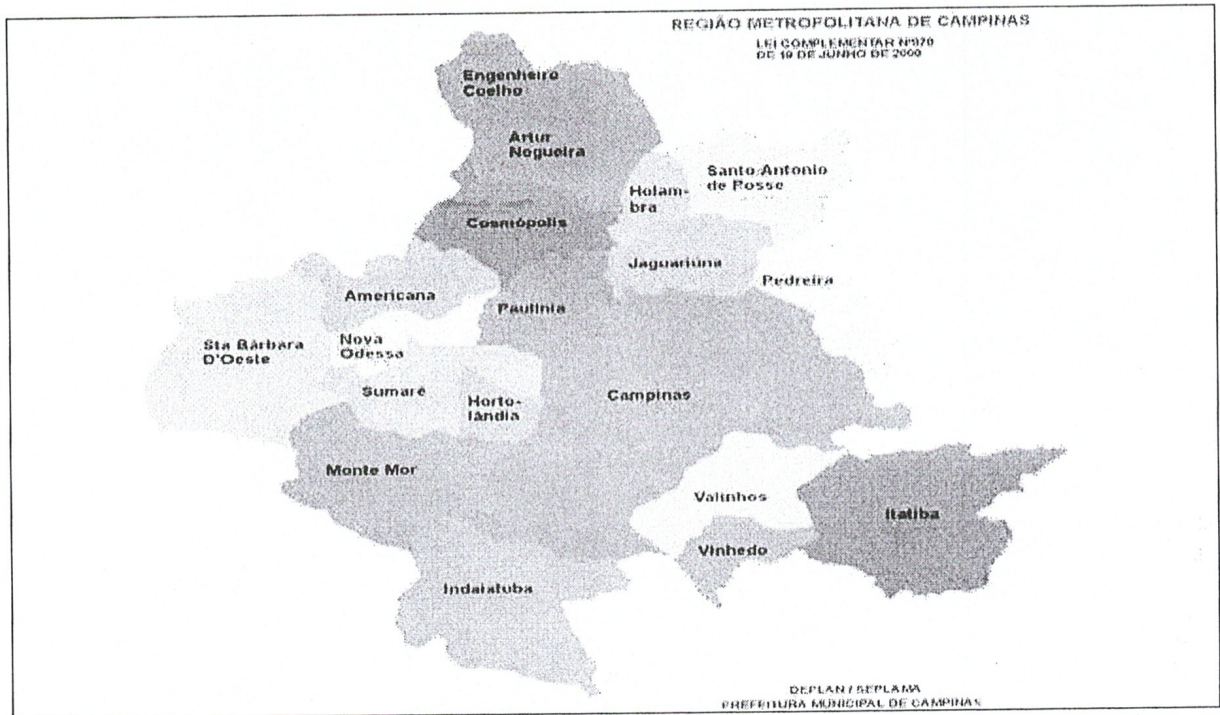 REGIÃO METROPOLITANA DE CAMPINAS
LEI COMPLEMENTAR Nº870
DE 19 DE JUNHO DE 2000
Engenheiro
Coelho
Artur
Nogueira
Santo Antonio
de Posse
Holam-
bra
Cosmópolis
Jaguariúna
Pedreira
Americana
Paulínia
Sta Bárbara
D'Oeste
Nova
Odessa
Sumaré
Horto-
lândia
Campinas
Monte Mor
Valinhos
Itatiba
Vinhedo
Indaiatuba
DEPLAN / SEPLAMA
PREFEITURA MUNICIPAL DE CAMPINAS